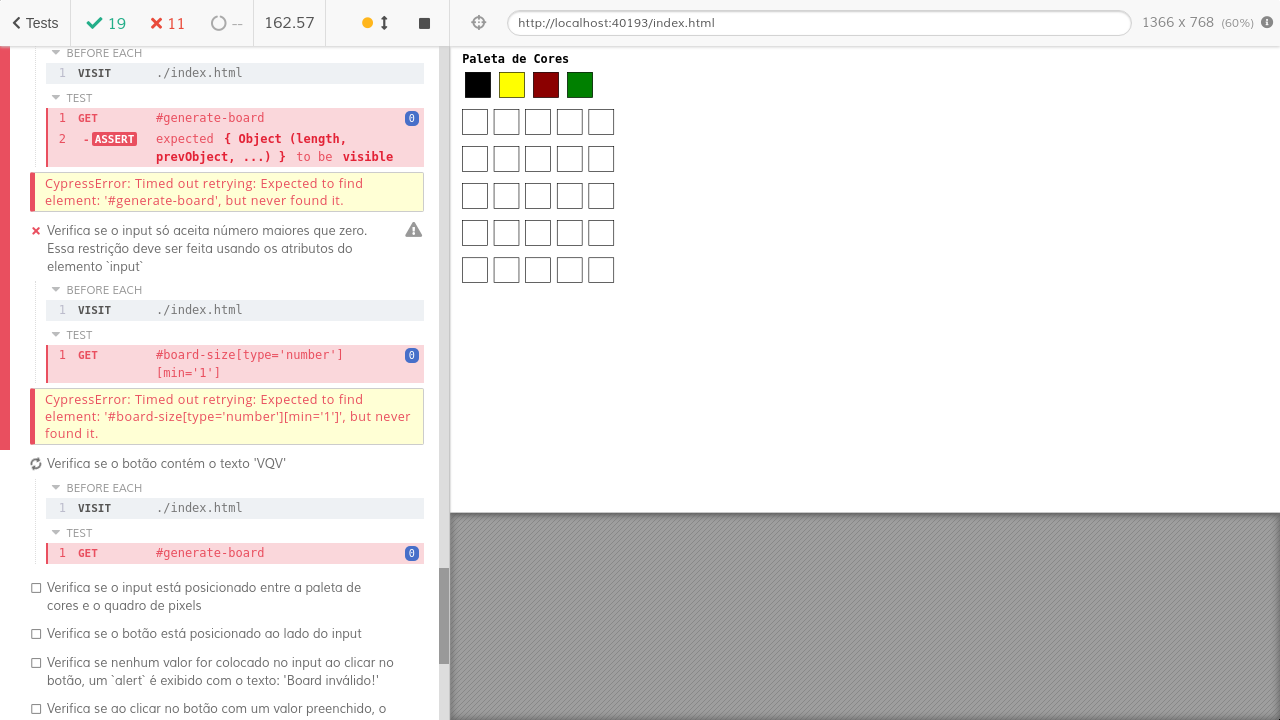 Tests 19 11 -- 162.57 http://localhost:40193/index.html 1366 x 768 (60%)
BEFORE EACH
1 VISIT ./index.html
TEST
1 GET #generate-board 0
2 -ASSERT expected { Object (length,
prevObject, ...) } to be visible
CypressError: Timed out retrying: Expected to find
element: '#generate-board', but never found it.
Verifica se o input só aceita número maiores que zero.
Essa restrição deve ser feita usando os atributos do
elemento `input`
BEFORE EACH
1 VISIT ./index.html
TEST
1 GET #board-size[type='number'] 0
[min='1']
CypressError: Timed out retrying: Expected to find
element: '#board-size[type='number'][min='1']', but never
found it.
Verifica se o botão contém o texto 'VQV'
BEFORE EACH
1 VISIT ./index.html
TEST
1 GET #generate-board 0
Verifica se o input está posicionado entre a paleta de
cores e o quadro de pixels
Verifica se o botão está posicionado ao lado do input
Verifica se nenhum valor for colocado no input ao clicar no
botão, um `alert` é exibido com o texto: 'Board inválido!'
Verifica se ao clicar no botão com um valor preenchido, o
Paleta de Cores